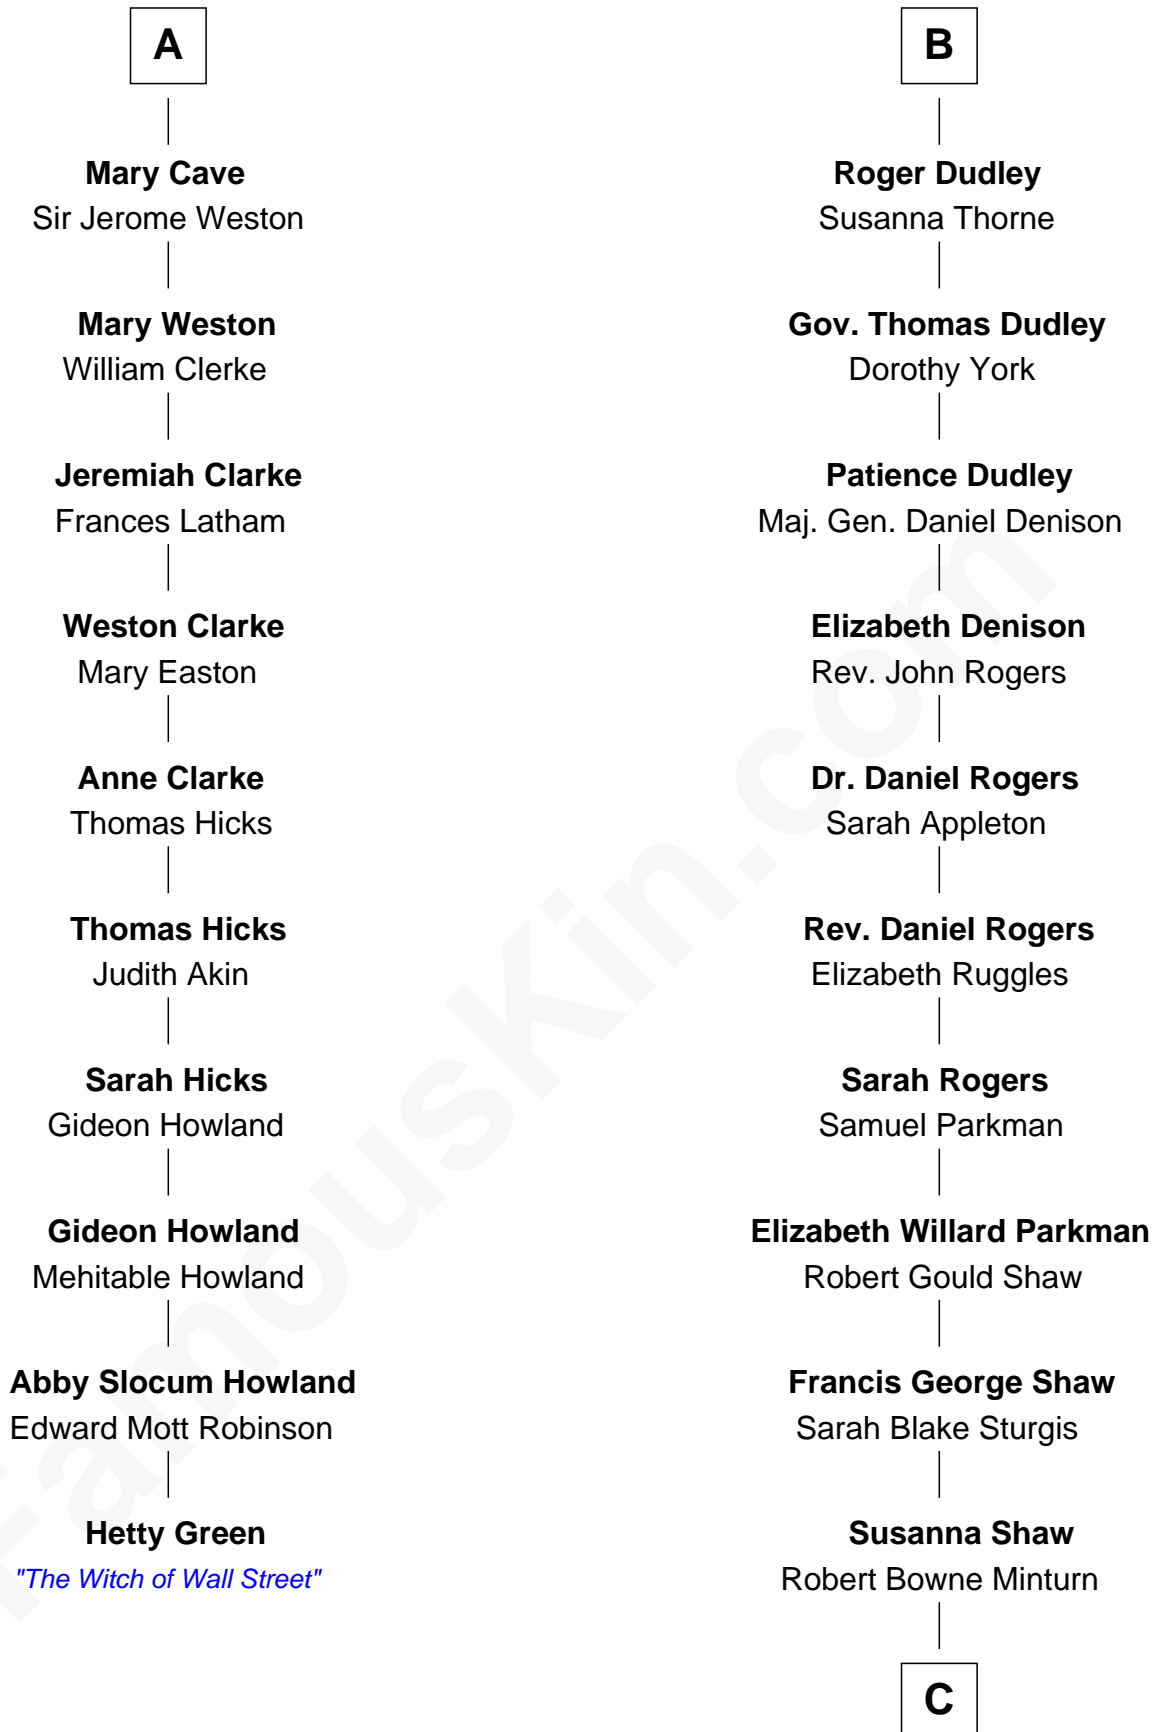 A
Mary Cave
Sir Jerome Weston
Mary Weston
William Clerke
Jeremiah Clarke
Frances Latham
Weston Clarke
Mary Easton
Anne Clarke
Thomas Hicks
Thomas Hicks
Judith Akin
Sarah Hicks
Gideon Howland
Gideon Howland
Mehitable Howland
Abby Slocum Howland
Edward Mott Robinson
Hetty Green
"The Witch of Wall Street"
B
Roger Dudley
Susanna Thorne
Gov. Thomas Dudley
Dorothy York
Patience Dudley
Maj. Gen. Daniel Denison
Elizabeth Denison
Rev. John Rogers
Dr. Daniel Rogers
Sarah Appleton
Rev. Daniel Rogers
Elizabeth Ruggles
Sarah Rogers
Samuel Parkman
Elizabeth Willard Parkman
Robert Gould Shaw
Francis George Shaw
Sarah Blake Sturgis
Susanna Shaw
Robert Bowne Minturn
C
FamousKin.com